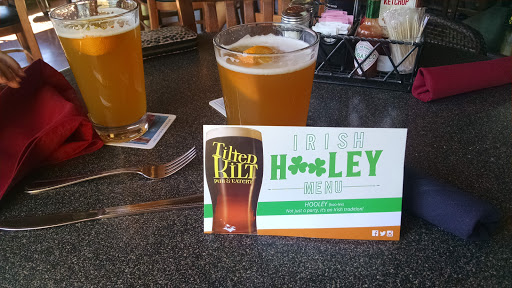 KETCHUP
Tilted
KILT
PUB & EATERY
IRISH
HOOLEY
MENU
HOOLEY
Not just a party, it's an Irish tradition!